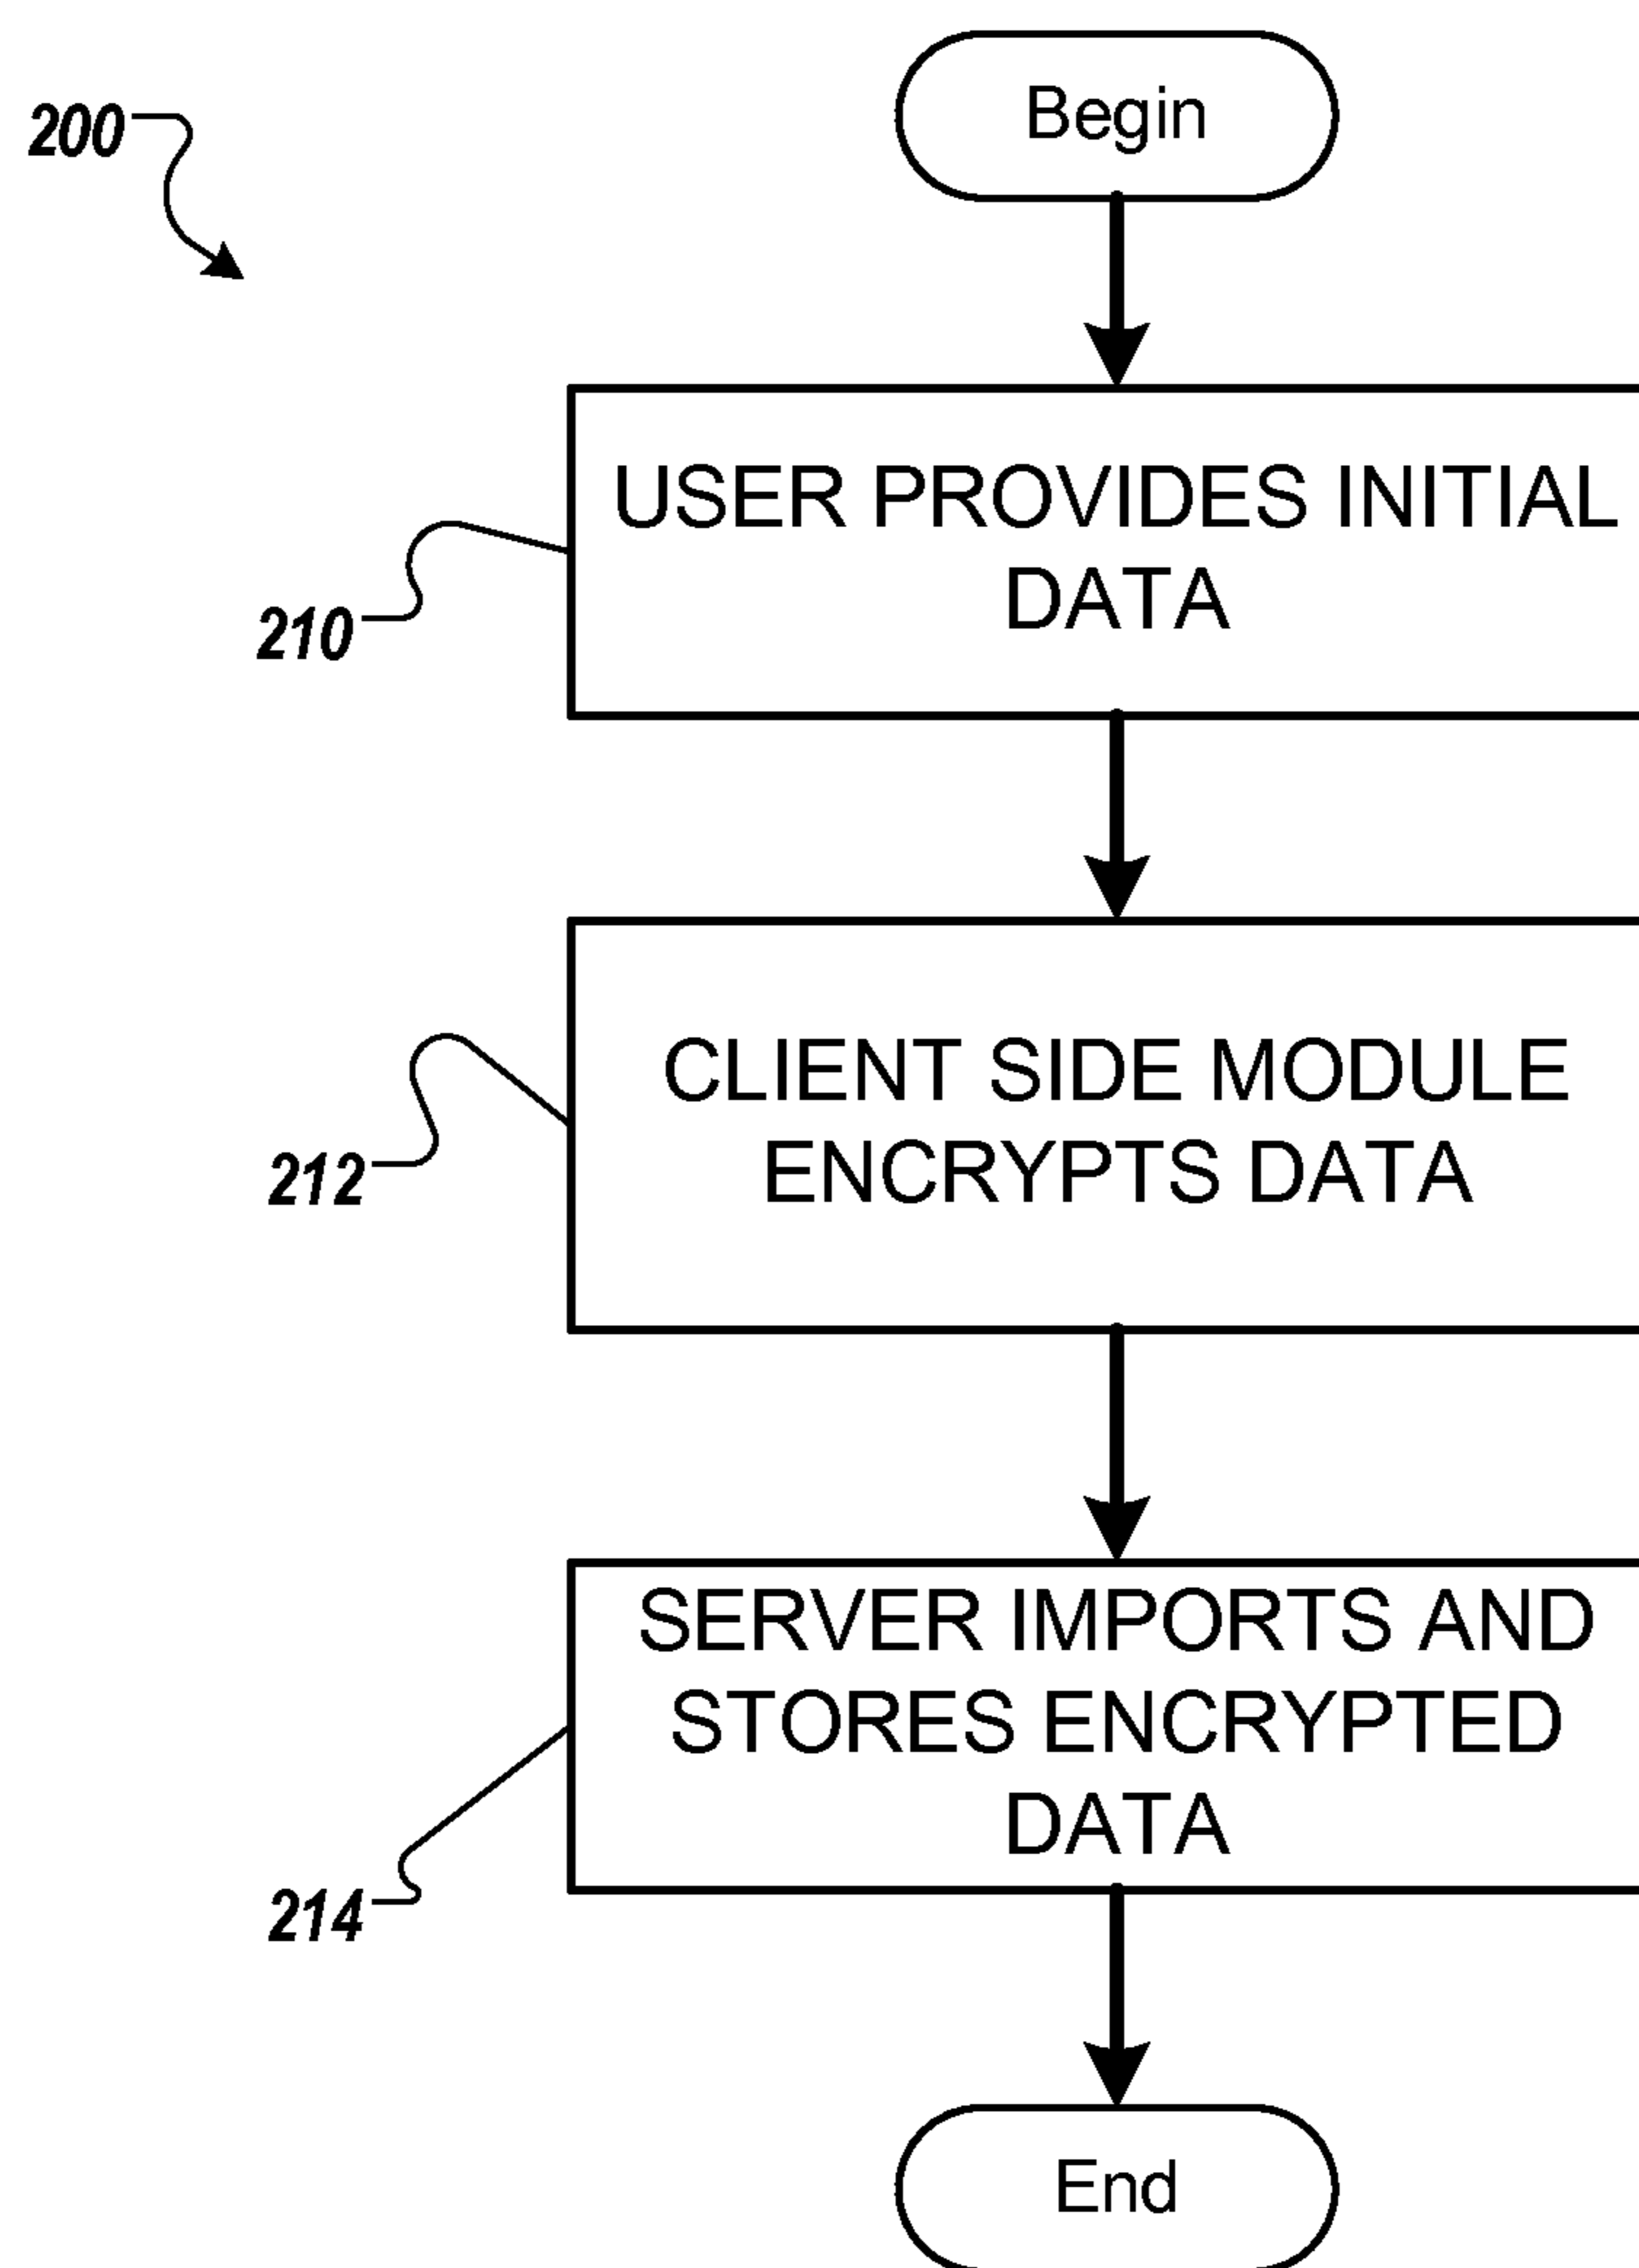 200
Begin
USER PROVIDES INITIAL
DATA
210
CLIENT SIDE MODULE
ENCRYPTS DATA
212
SERVER IMPORTS AND
STORES ENCRYPTED
DATA
214
End